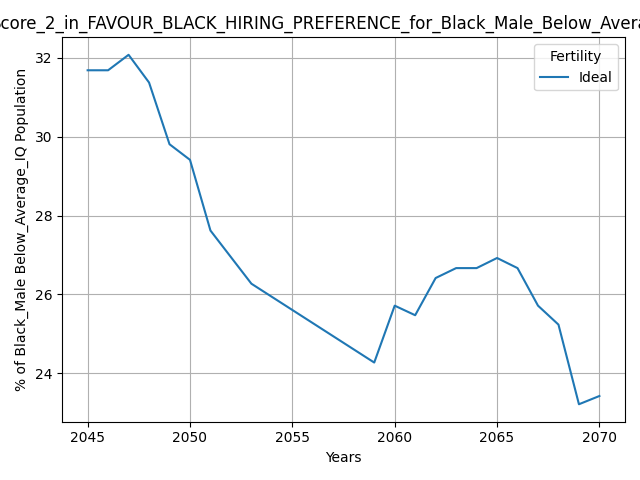 core_2_in_FAVOUR_BLACK_HIRING_PREFERENCE_for_Black_Male_Below_Avera
Fertility
Ideal
% of Black_Male Below_Average_IQ Population
32
30
28
26
24
2045 2050 2055 2060 2065 2070
Years